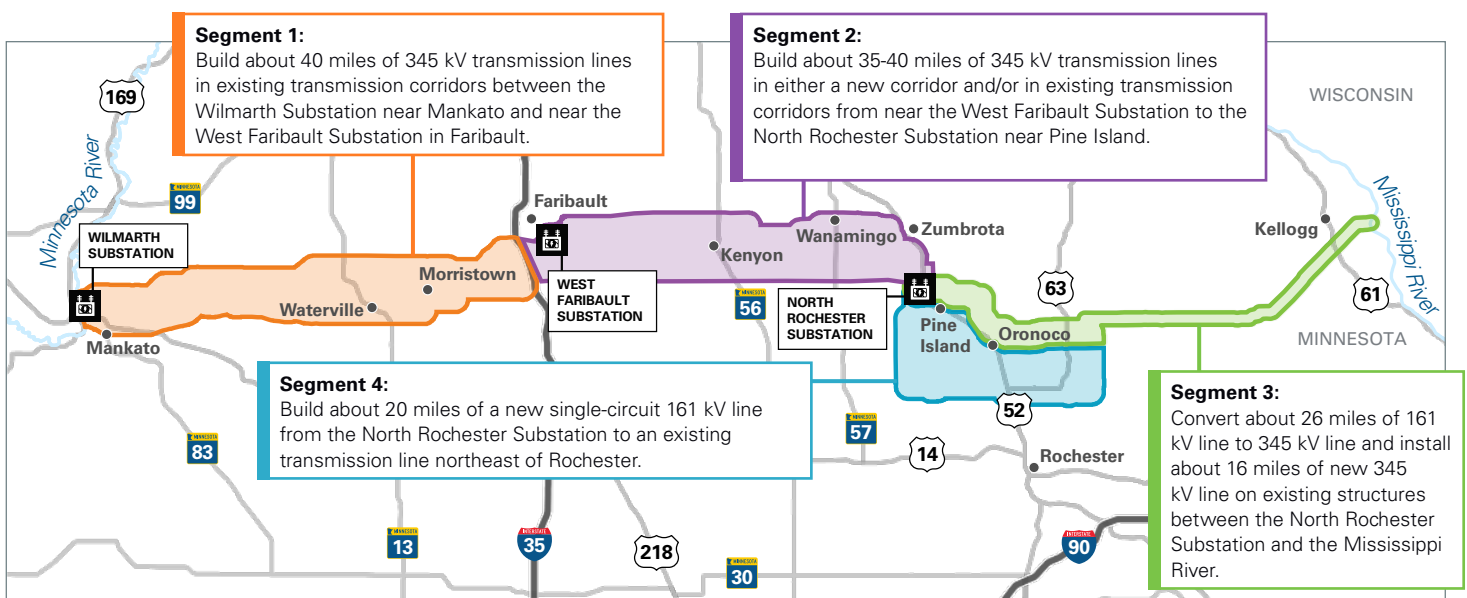 Segment 1:
Build about 40 miles of 345 kV transmission lines
in existing transmission corridors between the
Wilmarth Substation near Mankato and near the
West Faribault Substation in Faribault.
Segment 2:
Build about 35-40 miles of 345 kV transmission lines
in either a new corridor and/or in existing transmission
corridors from near the West Faribault Substation to the
North Rochester Substation near Pine Island.
WISCONSIN
169
Minnesota River
MINNESOTA
99
Mississippi River
Faribault
Kellogg
WILMARTH
SUBSTATION
Wanamingo
Zumbrota
Kenyon
Morristown
WEST
FARIBAULT
SUBSTATION
Waterville
MINNESOTA
56
NORTH
ROCHESTER
SUBSTATION
63
61
Pine
Island
Oronoco
Mankato
MINNESOTA
Segment 4:
Build about 20 miles of a new single-circuit 161 kV line
from the North Rochester Substation to an existing
transmission line northeast of Rochester.
Segment 3:
Convert about 26 miles of 161
kV line to 345 kV line and install
about 16 miles of new 345
kV line on existing structures
between the North Rochester
Substation and the Mississippi
River.
52
MINNESOTA
57
MINNESOTA
83
14
Rochester
MINNESOTA
13
INTERSTATE
35
218
INTERSTATE
90
MINNESOTA
30